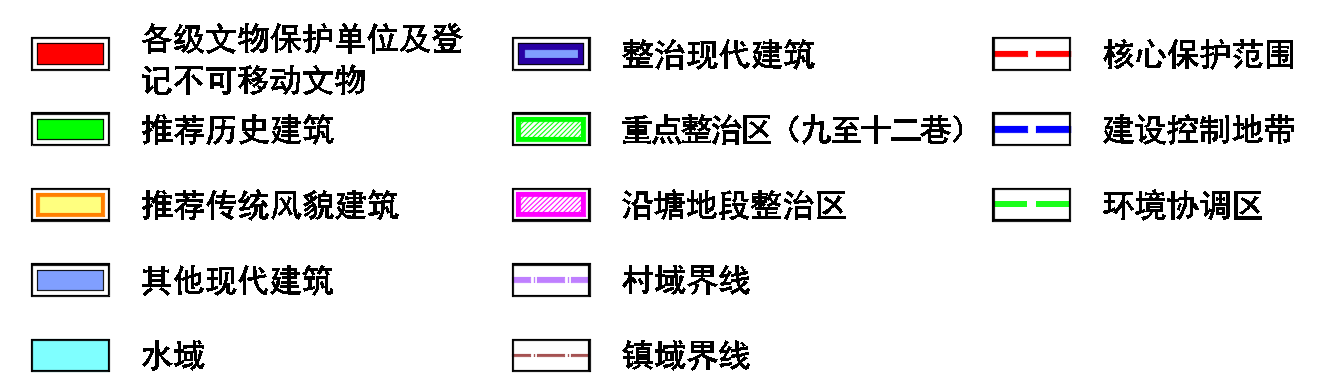 各级文物保护单位及登
记不可移动文物
推荐历史建筑
推荐传统风貌建筑
其他现代建筑
水域
整治现代建筑
重点整治区（九至十二巷）
沿塘地段整治区
村域界线
镇域界线
核心保护范围
建设控制地带
环境协调区